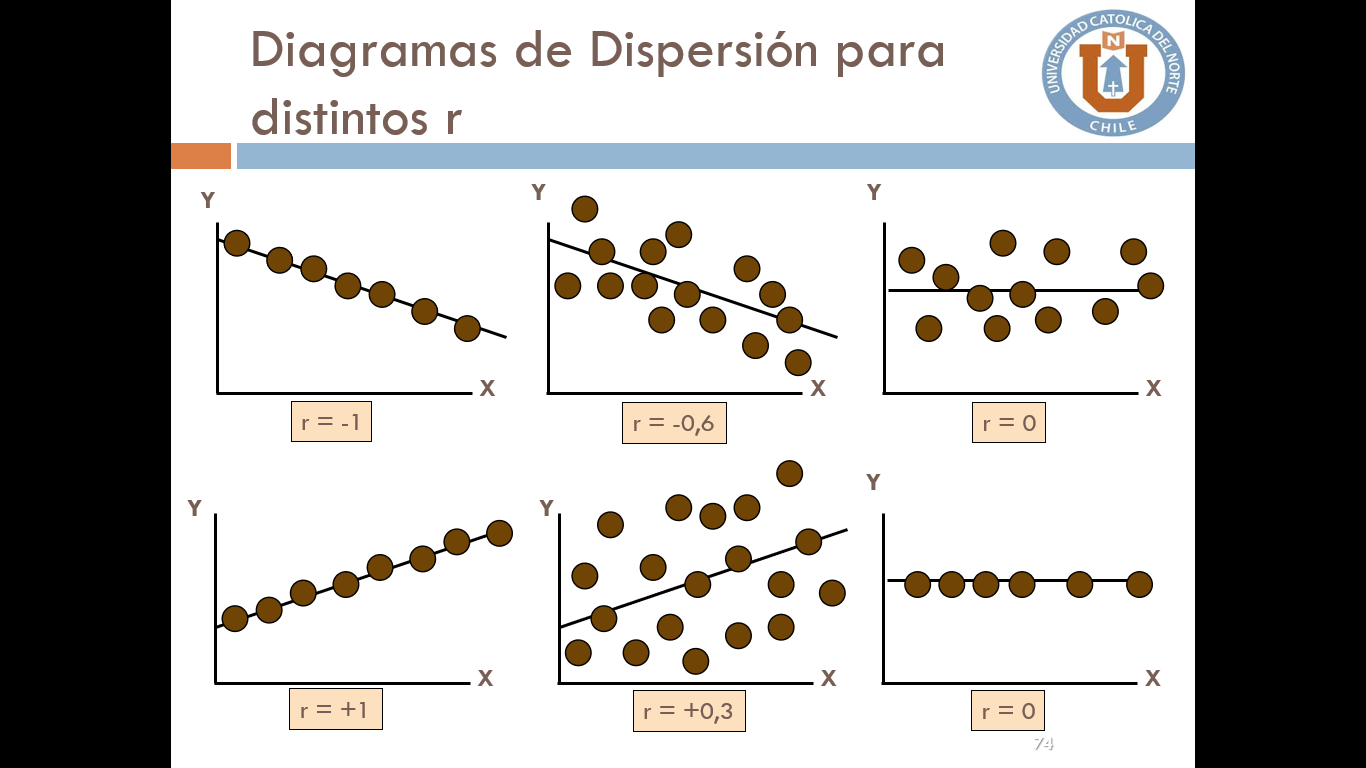 Diagramas de Dispersión para
distintos r
UNIVERSIDAD CATOLICA DEL NORTE
N
CHILE
Y
X
r = -1
Y
X
r = -0,6
Y
X
r = 0
Y
X
r = +1
Y
X
r = +0,3
Y
X
r = 0
74